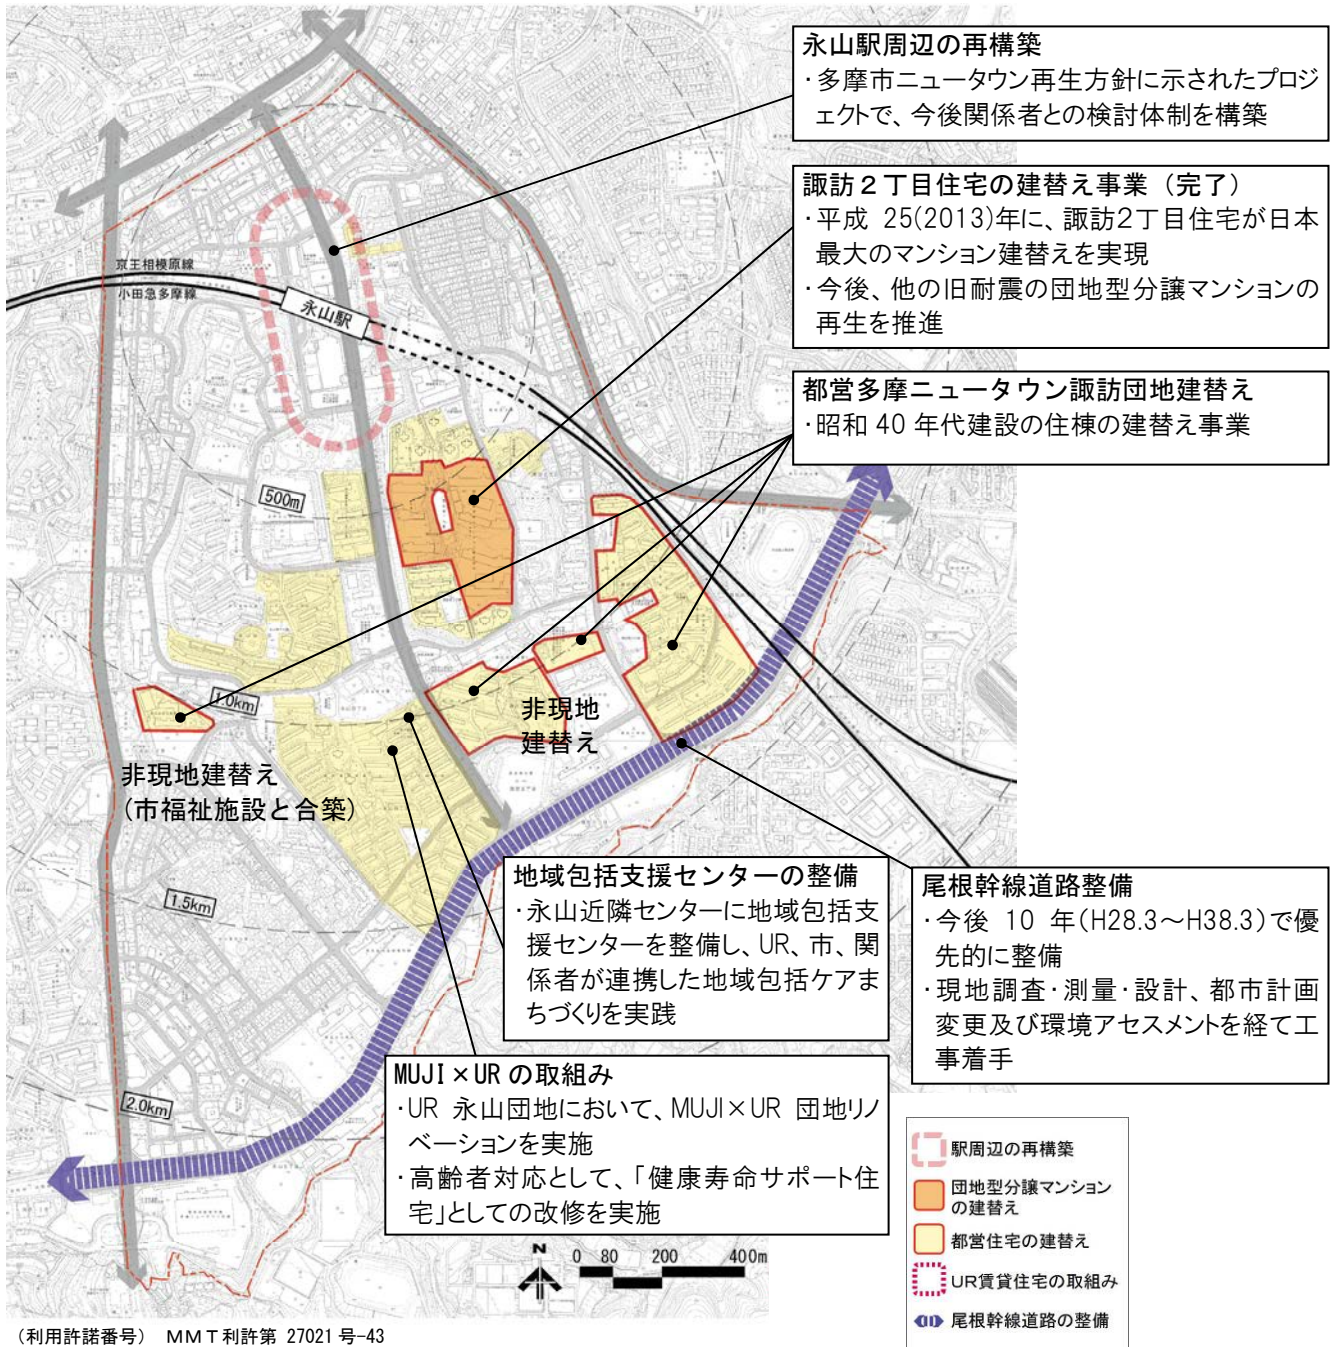 永山駅周辺の再構築
・多摩市ニュータウン再生方針に示されたプロジ
ェクトで、今後関係者との検討体制を構築
諏訪２丁目住宅の建替え事業（完了）
・平成 25(2013)年に、諏訪2丁目住宅が日本
最大のマンション建替えを実現
・今後、他の旧耐震の団地型分譲マンションの
再生を推進
都営多摩ニュータウン諏訪団地建替え
・昭和 40 年代建設の住棟の建替え事業
京王相模原線
小田急多摩線
永山駅
500m
1.0km
非現地
建替え
非現地建替え
（市福祉施設と合築）
1.5km
2.0km
地域包括支援センターの整備
・永山近隣センターに地域包括支
援センターを整備し、UR、市、関
係者が連携した地域包括ケアま
ちづくりを実践
尾根幹線道路整備
・今後 10 年(H28.3～H38.3)で優
先的に整備
・現地調査・測量・設計、都市計画
変更及び環境アセスメントを経て工
事着手
MUJI×UR の取組み
・UR 永山団地において、MUJI×UR 団地リノ
ベーションを実施
・高齢者対応として、「健康寿命サポート住
宅」としての改修を実施
駅周辺の再構築
団地型分譲マンション
の建替え
都営住宅の建替え
UR賃貸住宅の取組み
尾根幹線道路の整備
N
0 80 200 400m
（利用許諾番号） ＭＭＴ利許第 27021 号-43